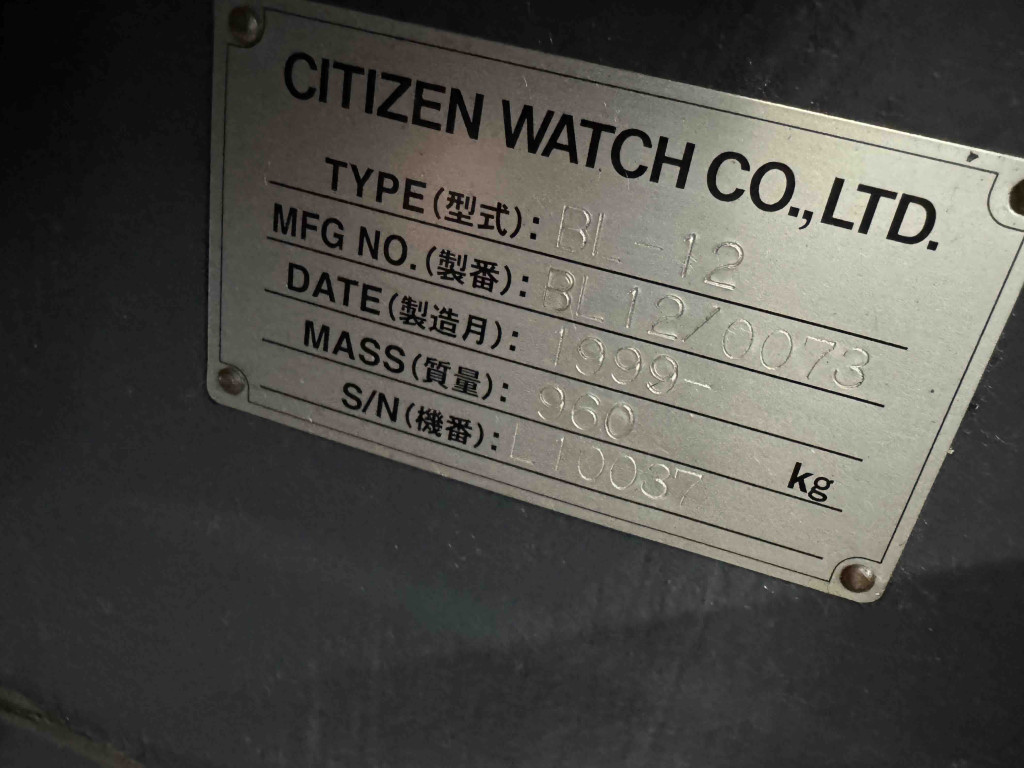 CITIZEN WATCH CO., LTD.
TYPE(型式): BL-12
MFG NO.(製番): BL12/0073
DATE(製造月): 1999-
MASS(質量): 960 kg
S/N(機番): L10037